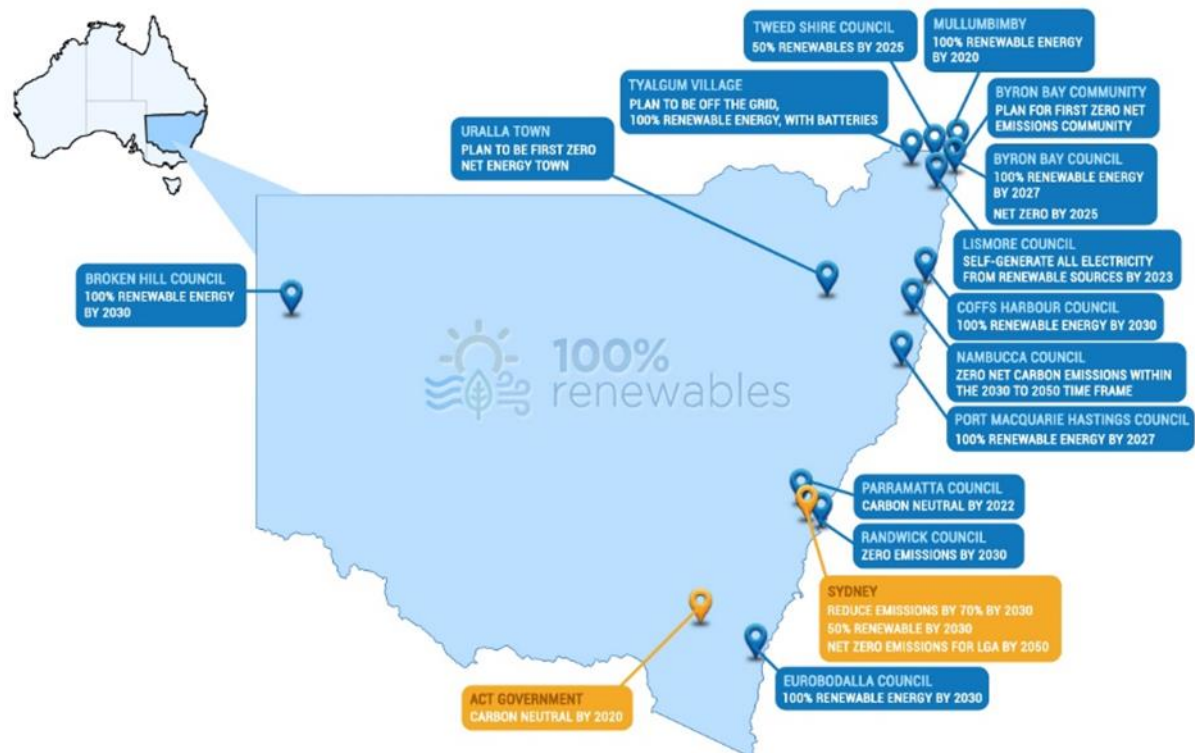 TWEED SHIRE COUNCIL
50% RENEWABLES BY 2025
MULLUMBIMBY
100% RENEWABLE ENERGY
BY 2020
TYALGUM VILLAGE
PLAN TO BE OFF THE GRID,
100% RENEWABLE ENERGY, WITH BATTERIES
BYRON BAY COMMUNITY
PLAN FOR FIRST ZERO NET
EMISSIONS COMMUNITY
URALLA TOWN
PLAN TO BE FIRST ZERO
NET ENERGY TOWN
BYRON BAY COUNCIL
100% RENEWABLE ENERGY
BY 2027
NET ZERO BY 2025
LISMORE COUNCIL
SELF-GENERATE ALL ELECTRICITY
FROM RENEWABLE SOURCES BY 2023
BROKEN HILL COUNCIL
100% RENEWABLE ENERGY
BY 2030
COFFS HARBOUR COUNCIL
100% RENEWABLE ENERGY BY 2030
100%
renewables
NAMBUCCA COUNCIL
ZERO NET CARBON EMISSIONS WITHIN
THE 2030 TO 2050 TIME FRAME
PORT MACQUARIE HASTINGS COUNCIL
100% RENEWABLE ENERGY BY 2027
PARRAMATTA COUNCIL
CARBON NEUTRAL BY 2022
RANDWICK COUNCIL
ZERO EMISSIONS BY 2030
SYDNEY
REDUCE EMISSIONS BY 70% BY 2030
50% RENEWABLE BY 2030
NET ZERO EMISSIONS FOR LGA BY 2050
EUROBODALLA COUNCIL
100% RENEWABLE ENERGY BY 2030
ACT GOVERNMENT
CARBON NEUTRAL BY 2020